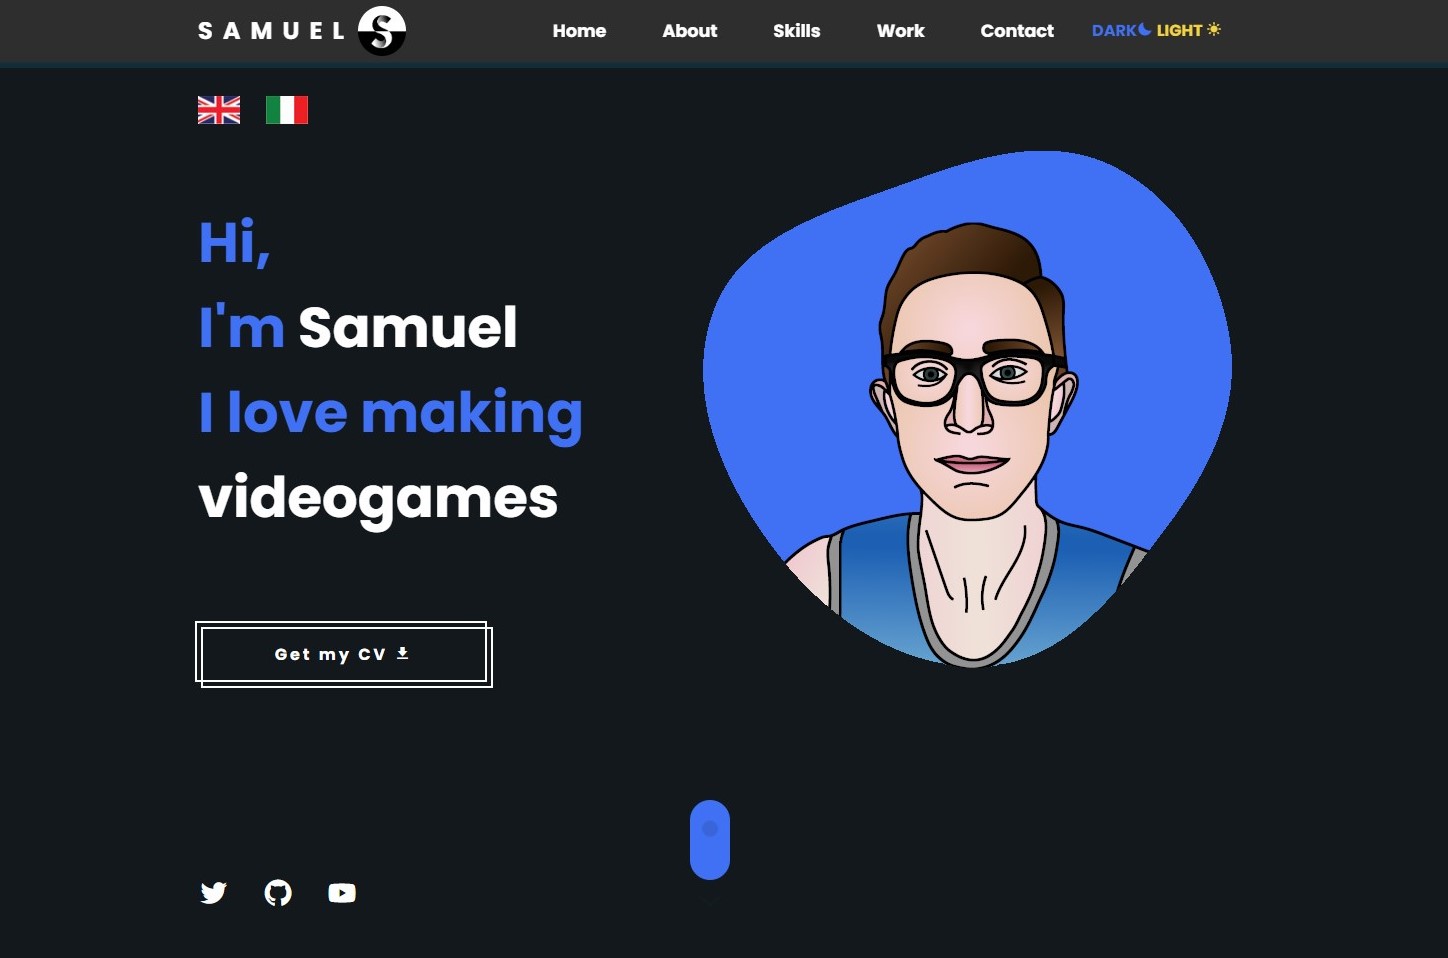 SAMUEL S
Home About Skills Work Contact DARK LIGHT
Hi,
I'm Samuel
I love making
videogames
Get my CV